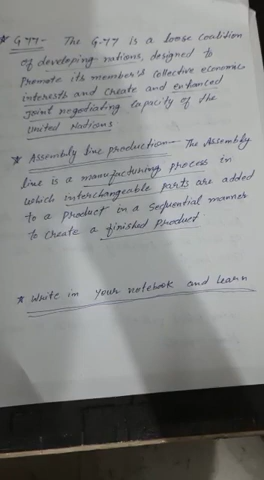 * G77- The G.77 is a loose coalition
of developing nations, designed to
Promote its member's collective economic
interests and create and enhanced
joint negotiating capacity of the
United Nations
* Assembly line production- The Assembly
line is a manufacturing process in
which interchangeable parts are added
to a product in a sequential manner
to create a finished product
* Write in your notebook and learn